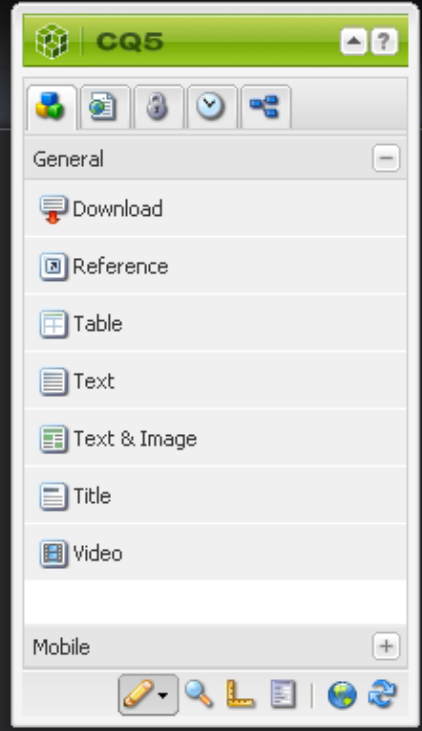 CQ5
?
General
Download
Reference
Table
Text
Text & Image
Title
Video
Mobile